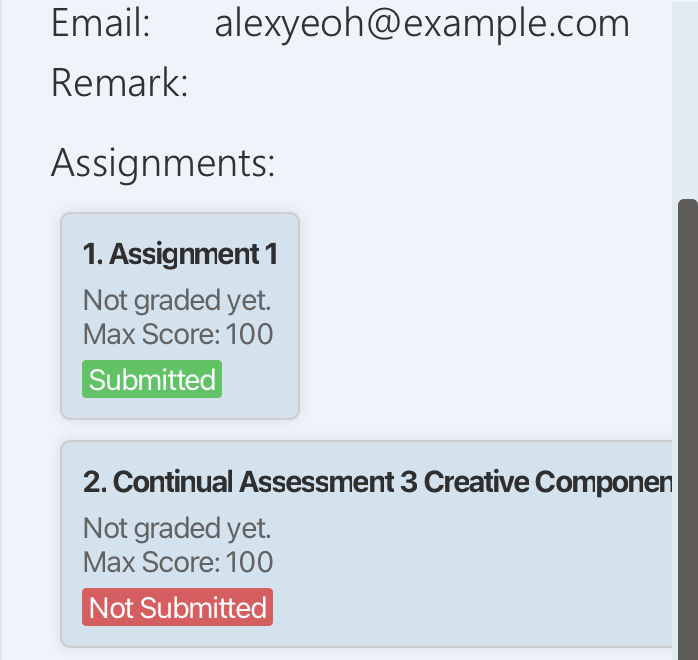 Email: alexyeoh@example.com
Remark:
Assignments:
1. Assignment 1
Not graded yet.
Max Score: 100
Submitted
2. Continual Assessment 3 Creative Componen
Not graded yet.
Max Score: 100
Not Submitted